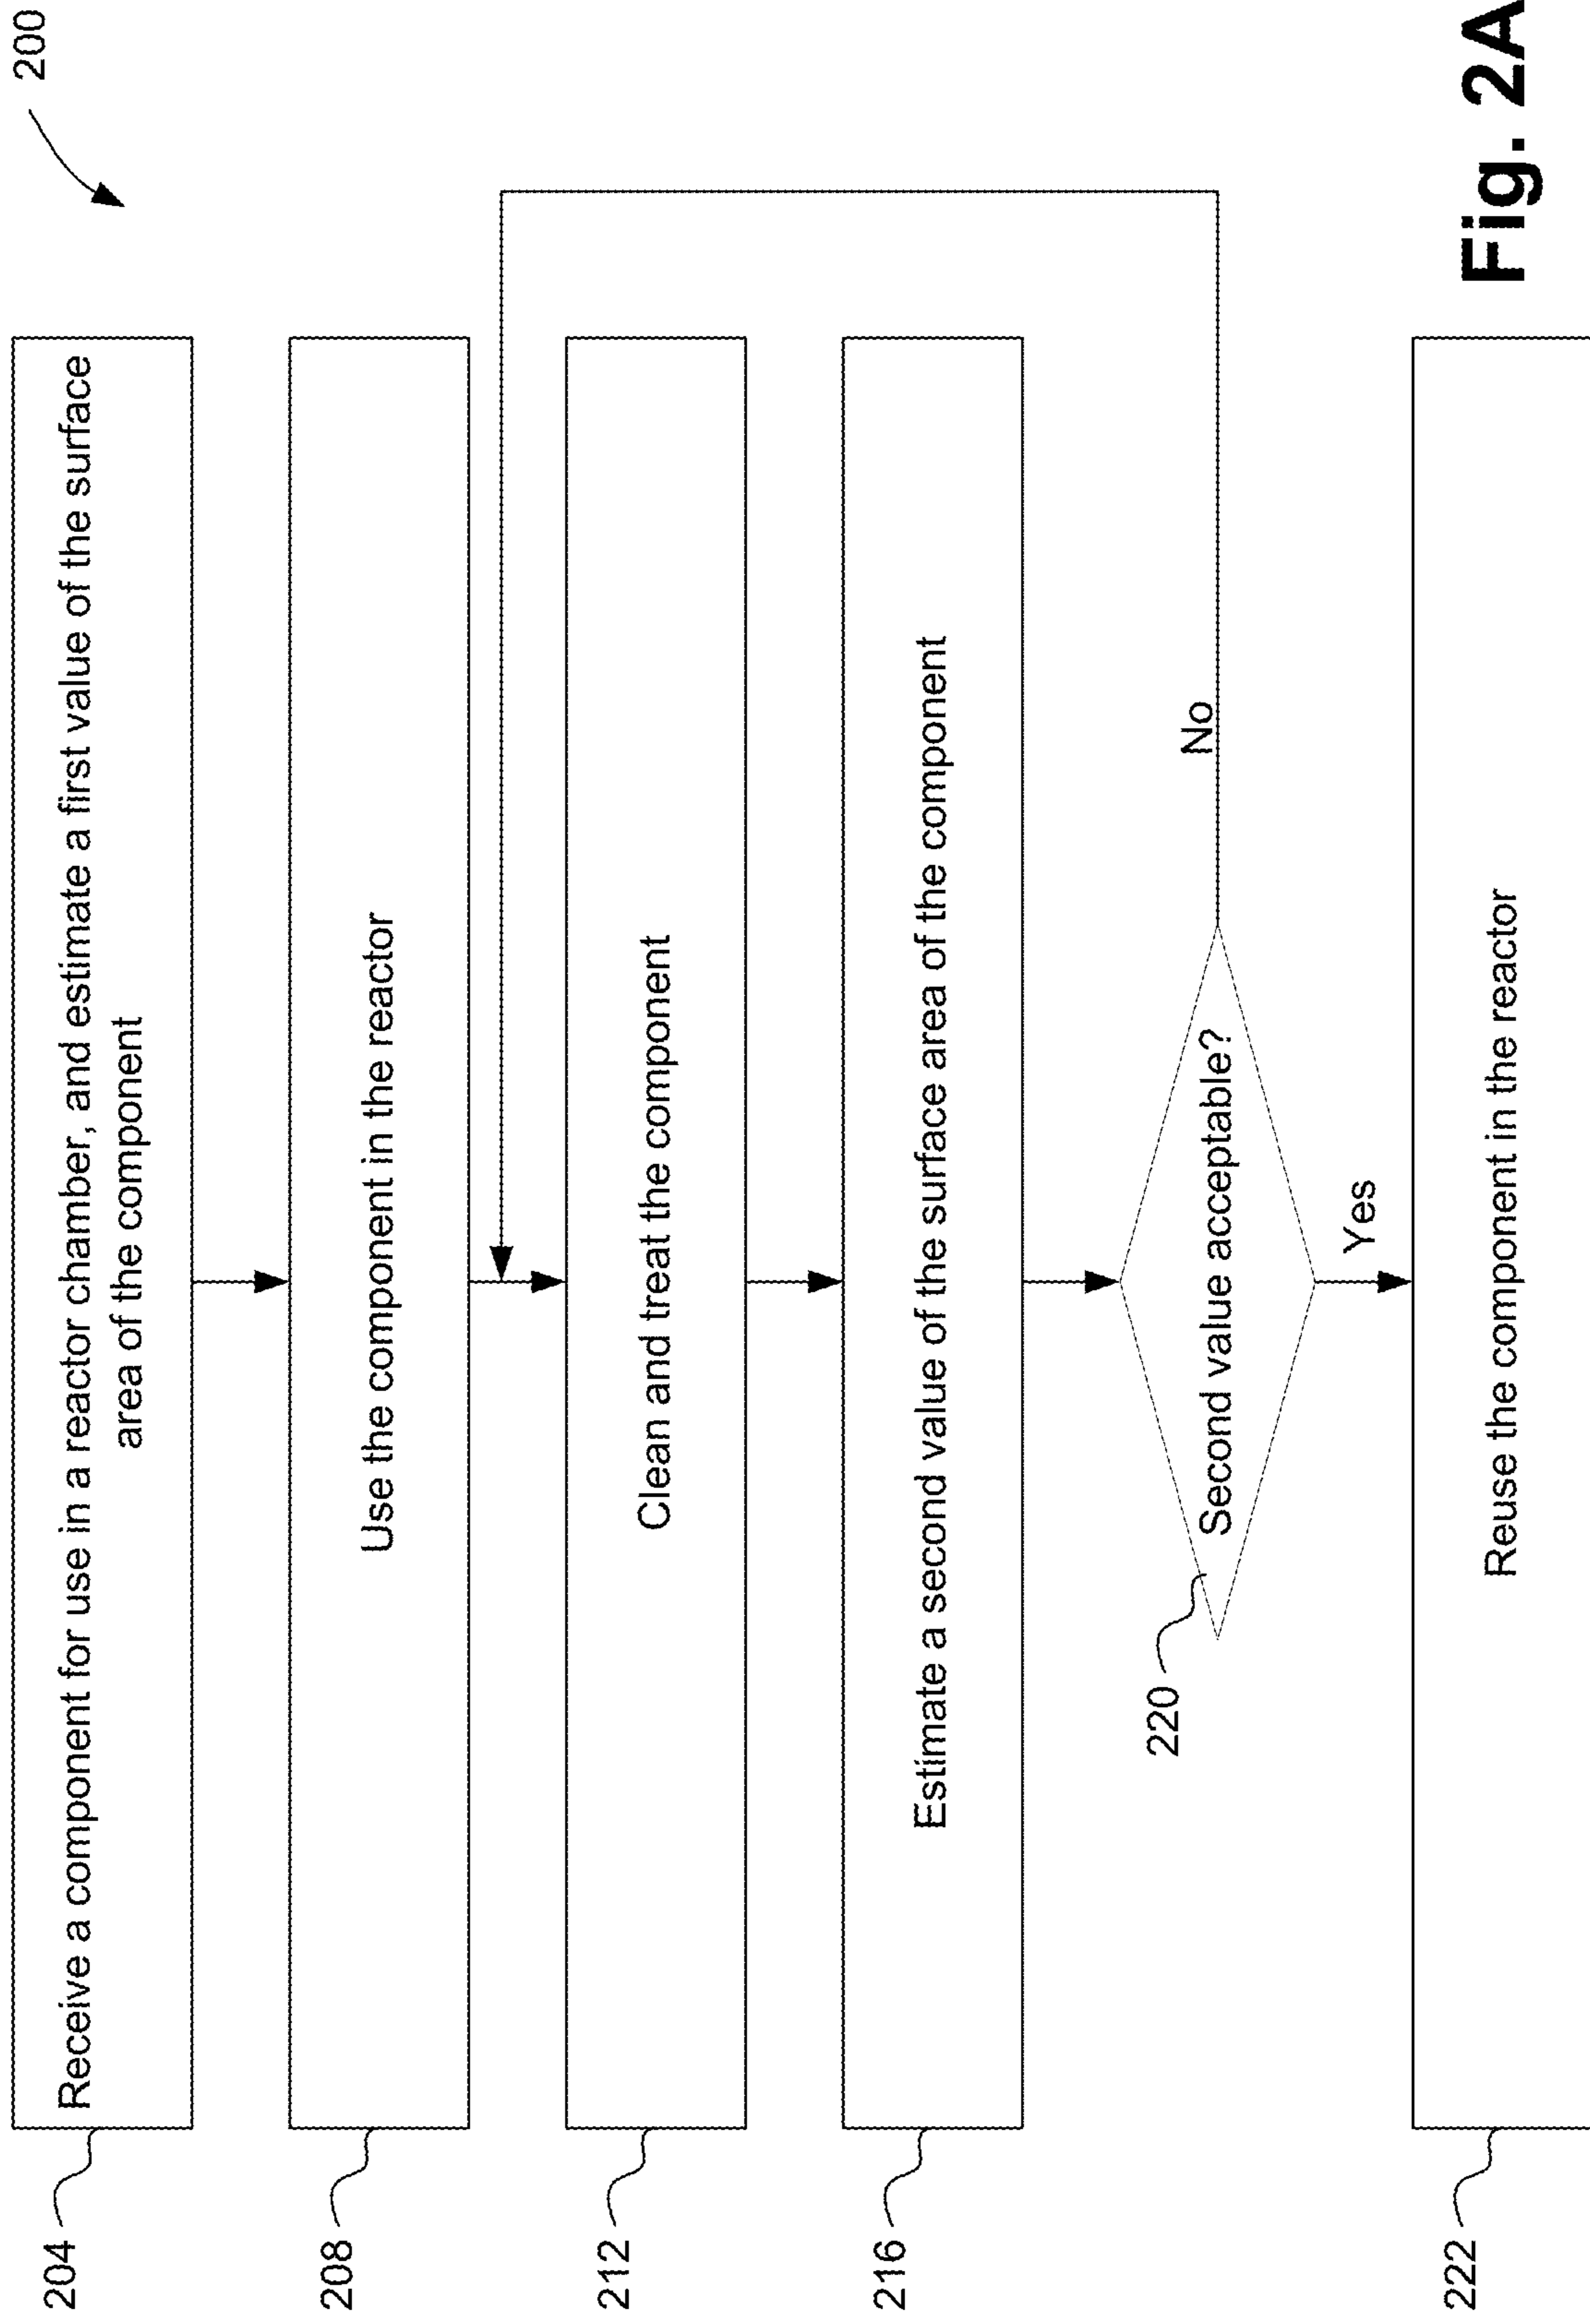 200
204
Receive a component for use in a reactor chamber, and estimate a first value of the surface
area of the component
208
Use the component in the reactor
212
Clean and treat the component
216
Estimate a second value of the surface area of the component
220
Second value acceptable?
No
Yes
222
Reuse the component in the reactor
Fig. 2A